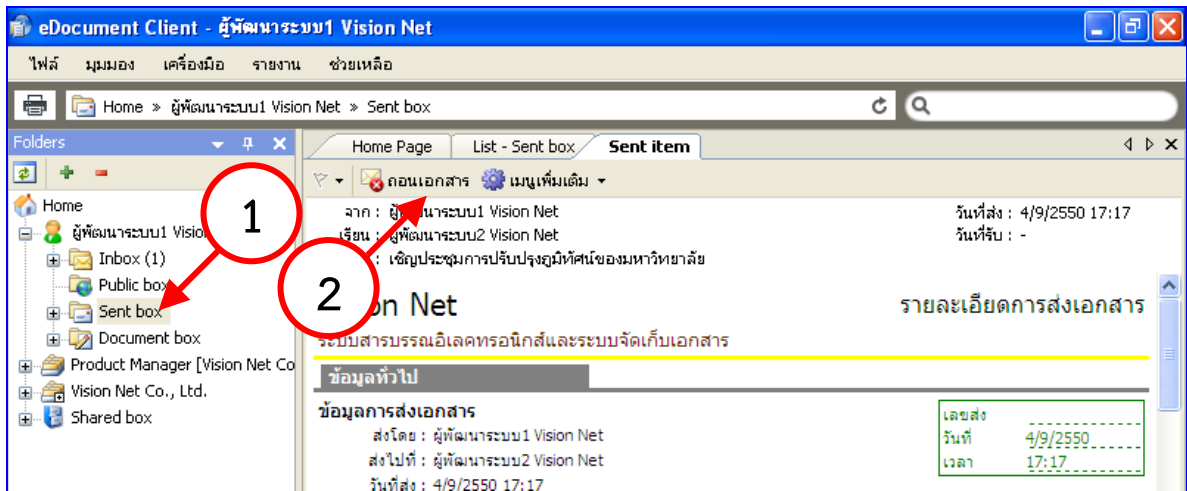 eDocument Client - ผู้พัฒนาระบบ1 Vision Net
ไฟล์ มุมมอง เครื่องมือ รายงาน ช่วยเหลือ
Home » ผู้พัฒนาระบบ1 Vision Net » Sent box
Folders
Home Page List - Sent box Sent item
ถอนเอกสาร เมนูเพิ่มเติม
Home
ผู้พัฒนาระบบ1 Visio
Inbox (1)
Public box
Sent box
Document box
Product Manager [Vision Net Co
Vision Net Co., Ltd.
Shared box
1
2
จาก : ผู้พัฒนาระบบ1 Vision Net
วันที่ส่ง : 4/9/2550 17:17
เรียน : ผู้พัฒนาระบบ2 Vision Net
วันที่รับ : -
: เชิญประชุมการปรับปรุงภูมิทัศน์ของมหาวิทยาลัย
on Net
รายละเอียดการส่งเอกสาร
ระบบสารบรรณอิเลคทรอนิกส์และระบบจัดเก็บเอกสาร
ข้อมูลทั่วไป
ข้อมูลการส่งเอกสาร
ส่งโดย : ผู้พัฒนาระบบ1 Vision Net
ส่งไปที่ : ผู้พัฒนาระบบ2 Vision Net
วันที่ส่ง : 4/9/2550 17:17
เลขส่ง
วันที่ 4/9/2550
เวลา 17:17